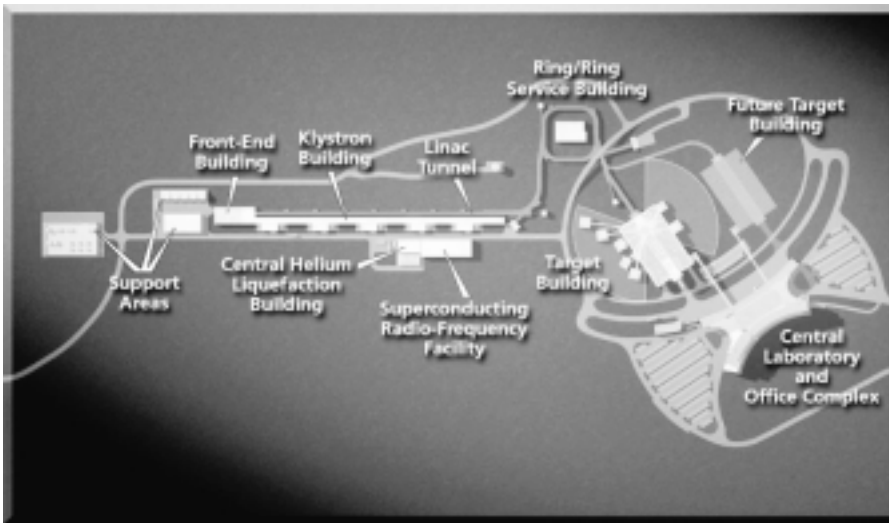 Ring/Ring
Service Building
Future Target
Building
Front-End
Building
Klystron
Building
Linac
Tunnel
Support
Areas
Central Helium
Liquefaction
Building
Superconducting
Radio-Frequency
Facility
Target
Building
Central
Laboratory
and
Office Complex